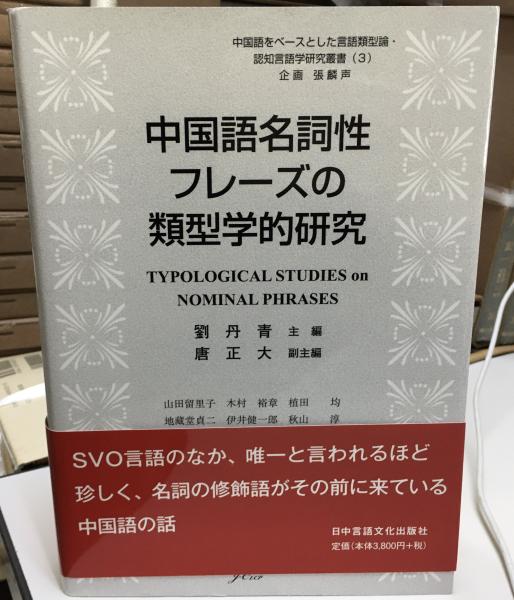 中国語をベースとした言語類型論・
認知言語学研究叢書（3）
企画 張麟声
中国語名詞性
フレーズの
類型学的研究
TYPOLOGICAL STUDIES on
NOMINAL PHRASES
劉 丹 青 主 編
唐 正 大 副主編
山田留里子 木村 裕章 植田 均
地蔵堂貞二 伊井健一郎 秋山 淳
SVO言語のなか、唯一と言われるほど
珍しく、名詞の修飾語がその前に来ている
中国語の話
日中言語文化出版社
定価（本体3,800円+税）